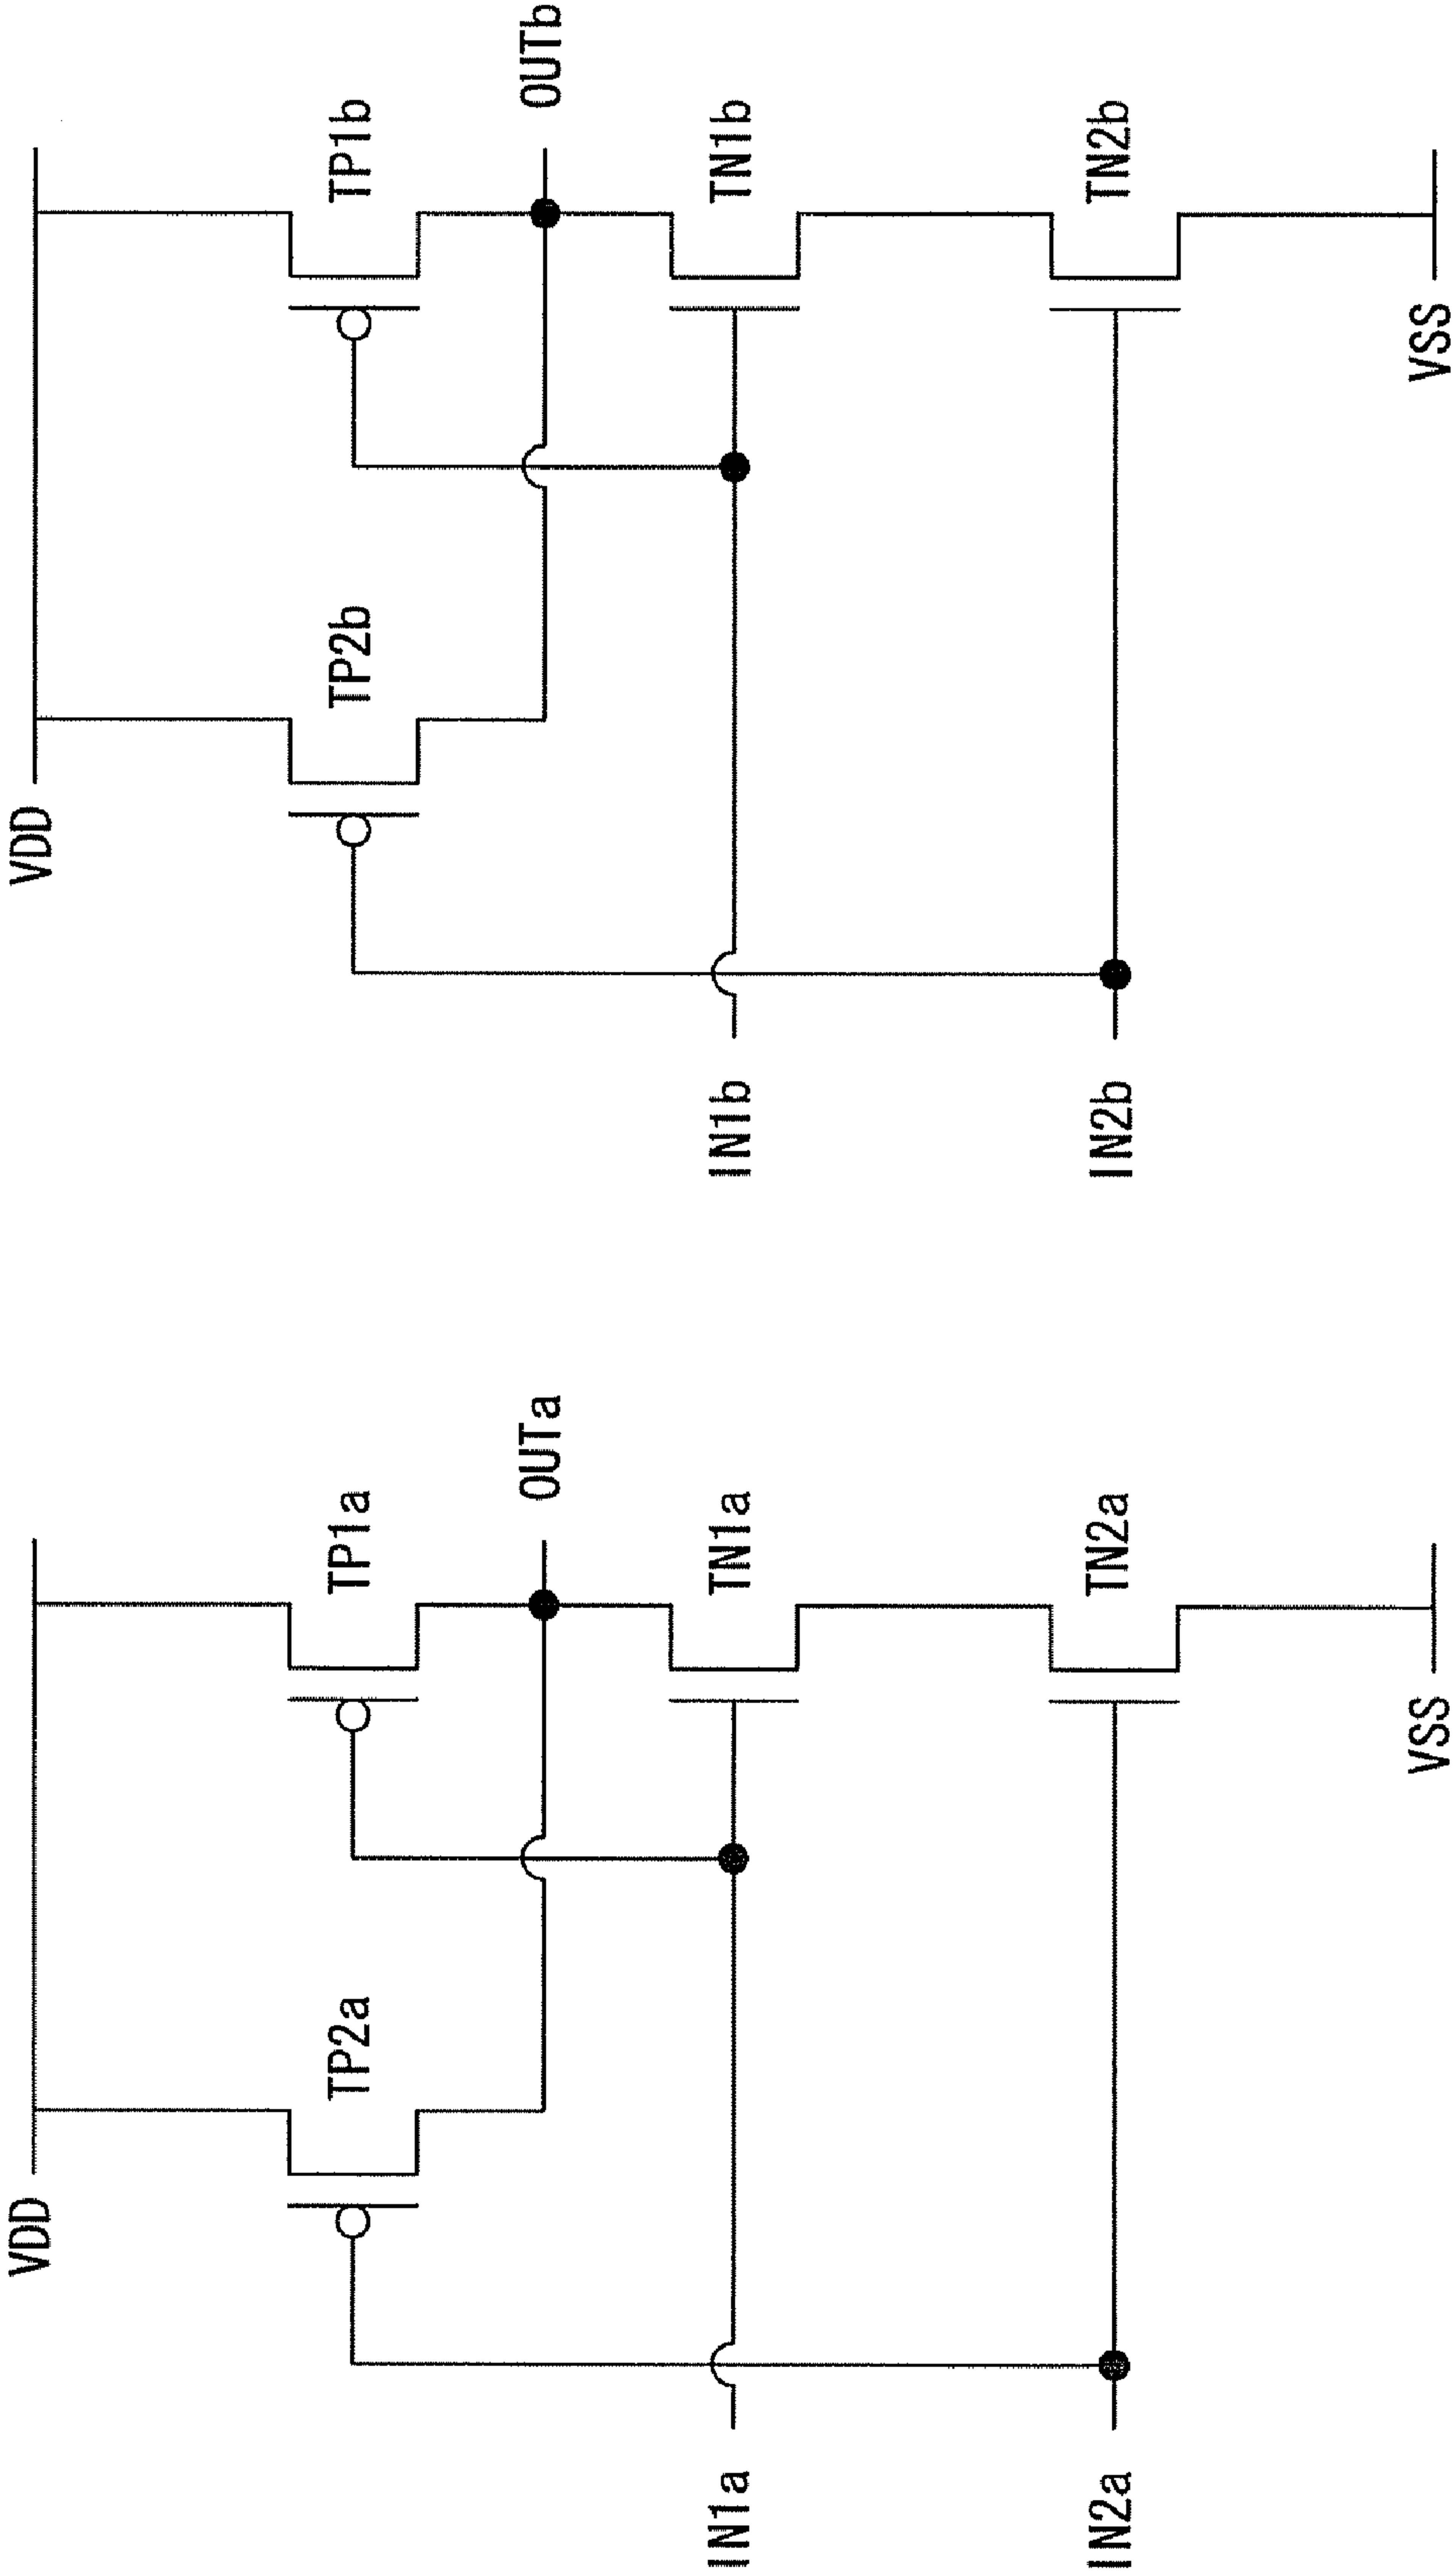 VDD
TP2a
TP1a
OUTa
IN1a
TN1a
IN2a
TN2a
VSS
VDD
TP2b
TP1b
OUTb
IN1b
TN1b
IN2b
TN2b
VSS